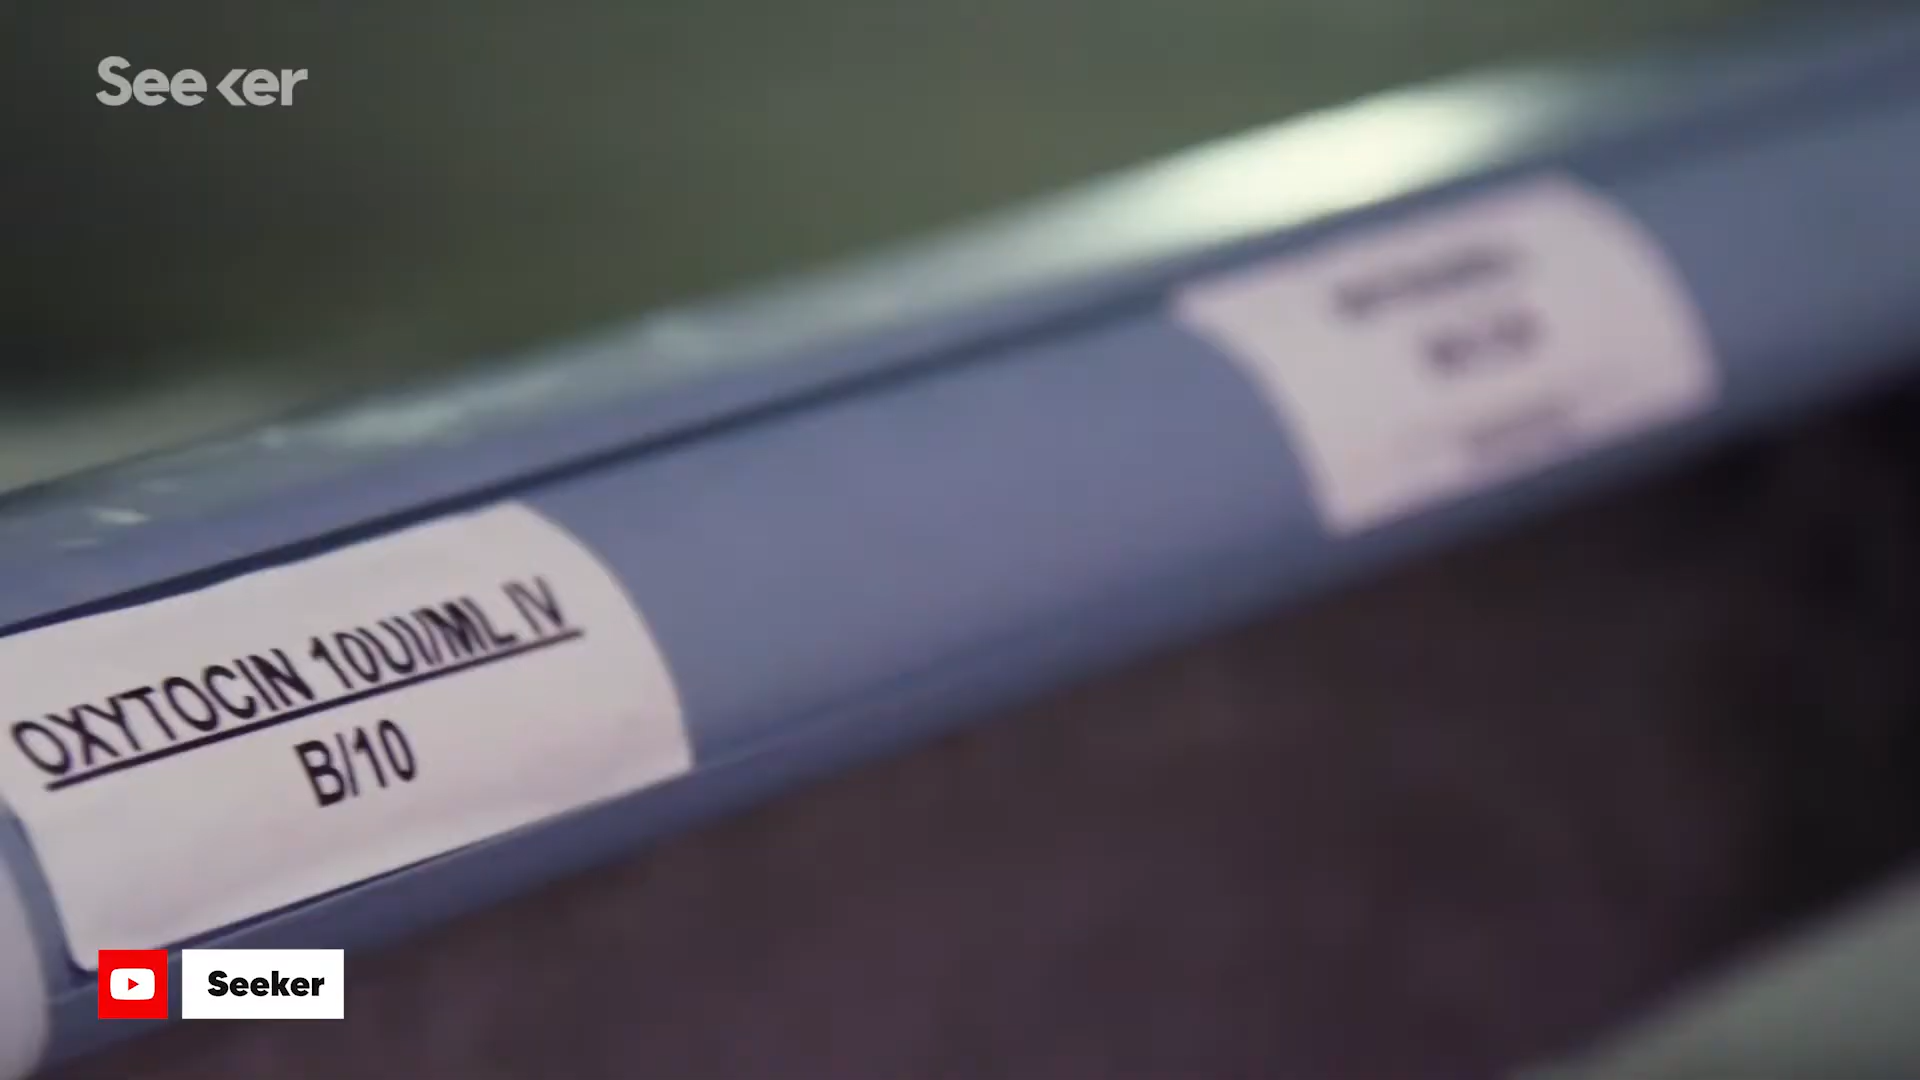 Seeker
OXYTOCIN 10UI/ML IV
B/10
Seeker